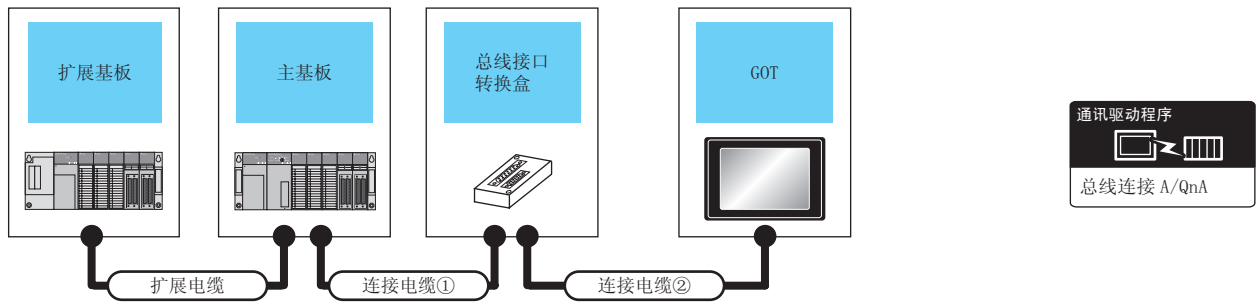 扩展基板
主基板
总线接口
转换盒
GOT
通讯驱动程序
总线连接 A/QnA
扩展电缆
连接电缆①
连接电缆②